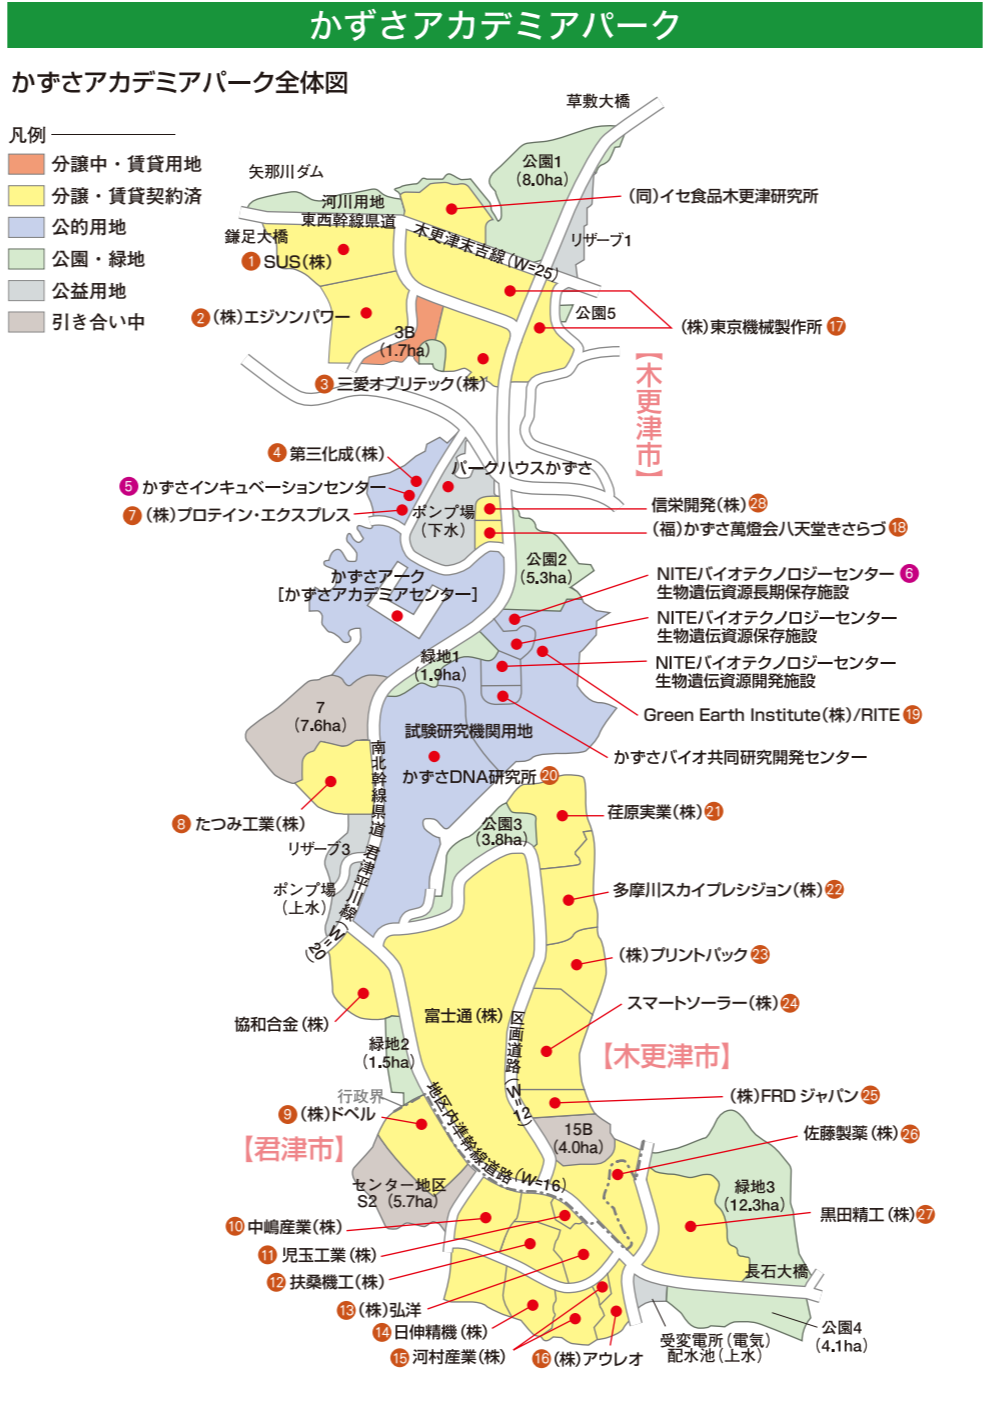 かずさアカデミアパーク
かずさアカデミアパーク全体図
凡例
分譲中・賃貸用地
分譲・賃貸契約済
公的用地
公園・緑地
公益用地
引き合い中
草敷大橋
公園1
(8.0ha)
矢那川ダム
河川用地
東西幹線県道
(同)イセ食品木更津研究所
鎌足大橋
木更津末吉線(W=25)
リザーブ1
1 SUS(株)
公園5
2 (株)エジソンパワー
3B
(1.7ha)
(株)東京機械製作所 17
3 三愛オブリテック(株)
【木更津市】
4 第三化成(株)
パークハウスかずさ
5 かずさインキュベーションセンター
7 (株)プロテイン・エクスプレス
ポンプ場
(下水)
信栄開発(株) 28
(福)かずさ萬燈会八天堂きさらづ 18
公園2
(5.3ha)
かずさアーク
[かずさアカデミアセンター]
NITEバイオテクノロジーセンター 6
生物遺伝資源長期保存施設
NITEバイオテクノロジーセンター
生物遺伝資源保存施設
緑地1
(1.9ha)
NITEバイオテクノロジーセンター
生物遺伝資源開発施設
7
(7.6ha)
Green Earth Institute(株)/RITE 19
試験研究機関用地
かずさバイオ共同研究開発センター
南北幹線県道 君津平川線(W=20)
かずさDNA研究所 20
8 たつみ工業(株)
公園3
(3.8ha)
荏原実業(株) 21
リザーブ3
ポンプ場
(上水)
多摩川スカイプレシジョン(株) 22
(株)プリントパック 23
協和合金(株)
富士通(株)
区画道路(W=12)
スマートソーラー(株) 24
緑地2
(1.5ha)
【木更津市】
行政界
地区内準幹線道路(W=16)
9 (株)ドペル
(株)FRD ジャパン 25
15B
(4.0ha)
佐藤製薬(株) 26
【君津市】
センター地区
S2 (5.7ha)
緑地3
(12.3ha)
10 中嶋産業(株)
黒田精工(株) 27
11 児玉工業(株)
12 扶桑機工(株)
長石大橋
13 (株)弘洋
14 日伸精機(株)
15 河村産業(株)
16 (株)アウレオ
受変電所(電気)
配水池(上水)
公園4
(4.1ha)